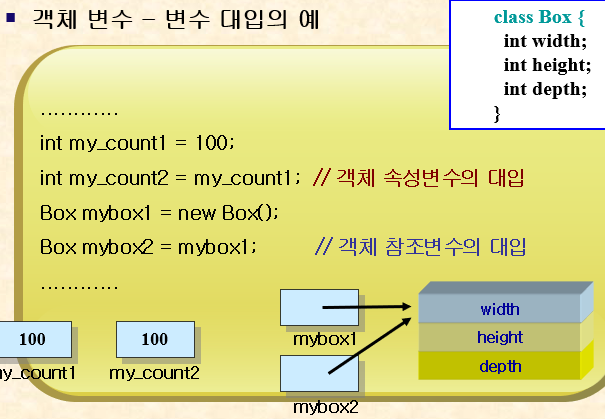 ▪ 객체 변수 – 변수 대입의 예
class Box {
int width;
int height;
int depth;
}
............
int my_count1 = 100;
int my_count2 = my_count1; // 객체 속성변수의 대입
Box mybox1 = new Box();
Box mybox2 = mybox1; // 객체 참조변수의 대입
............
100
100
my_count1
my_count2
mybox1
mybox2
width
height
depth